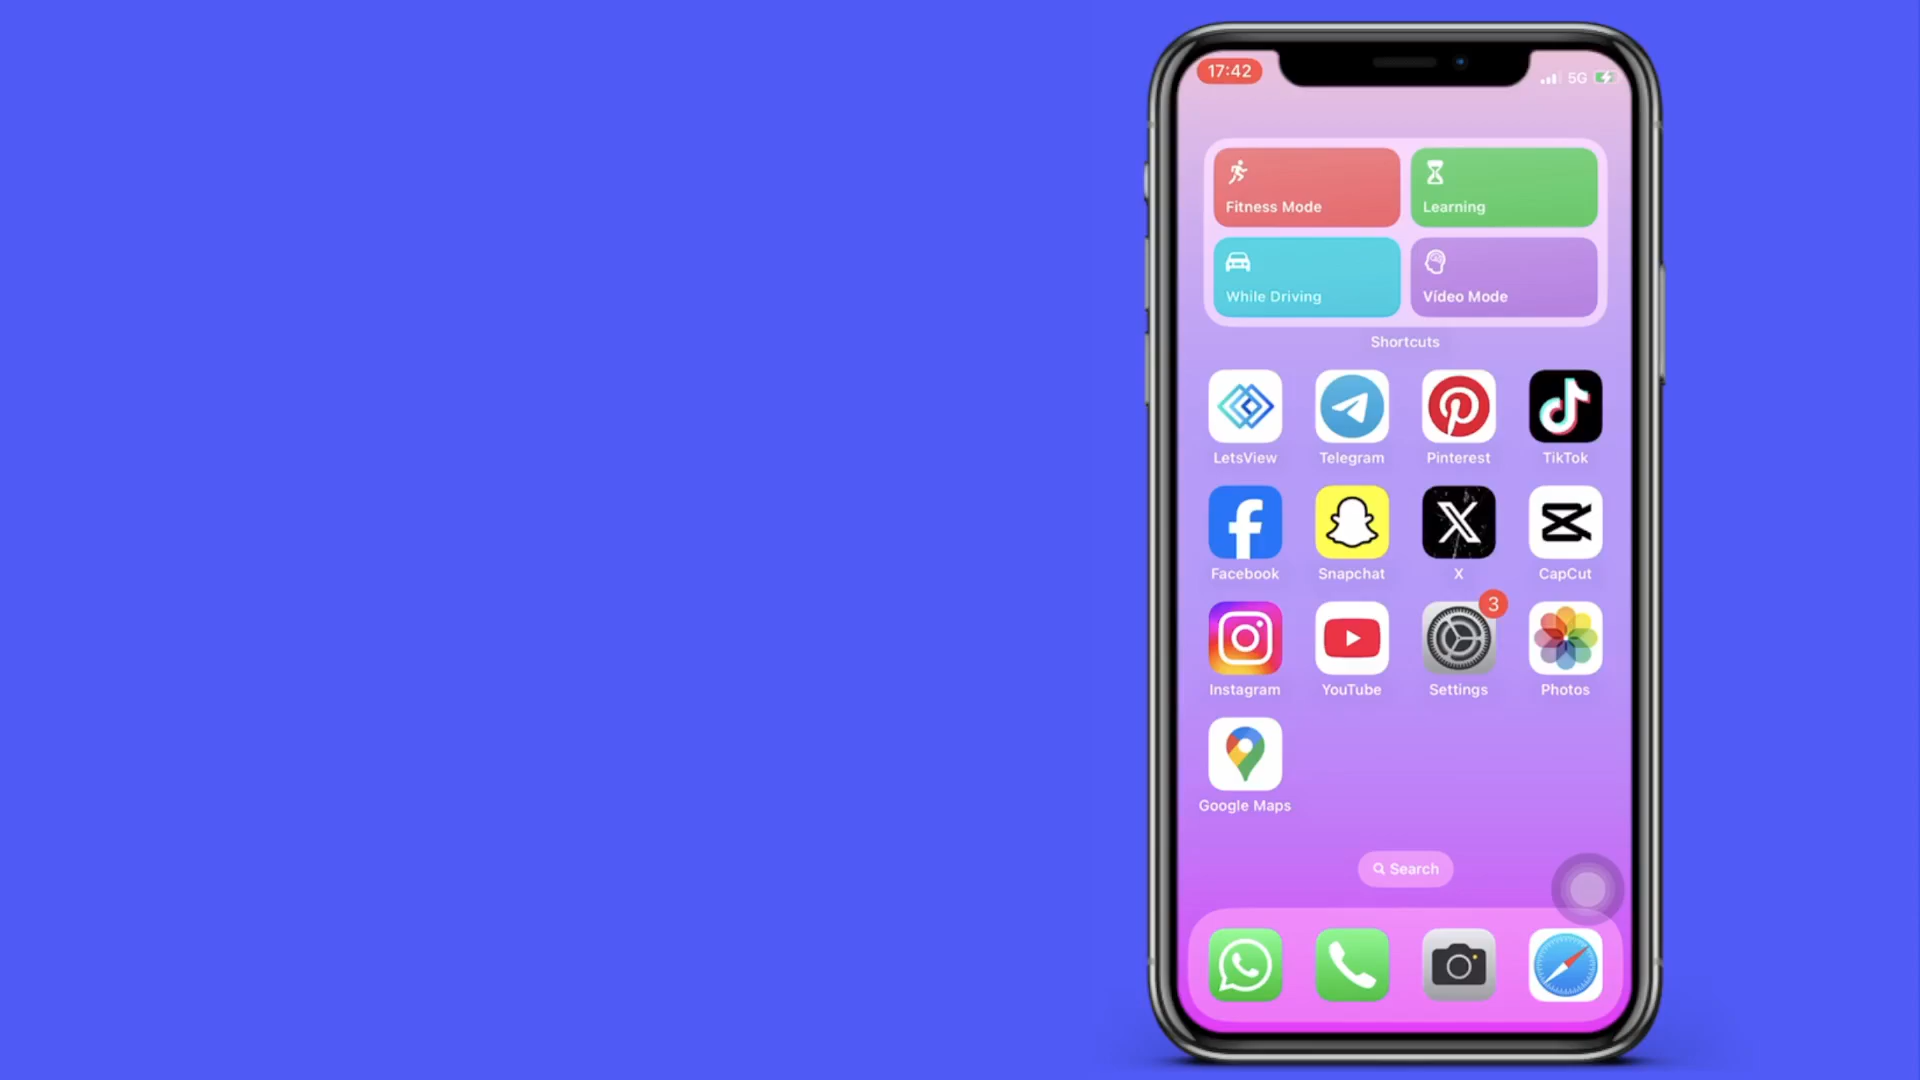 17:42
5G
Fitness Mode
Learning
While Driving
Vídeo Mode
Shortcuts
LetsView
Telegram
Pinterest
TikTok
Facebook
Snapchat
X
CapCut
3
Instagram
YouTube
Settings
Photos
Google Maps
Search